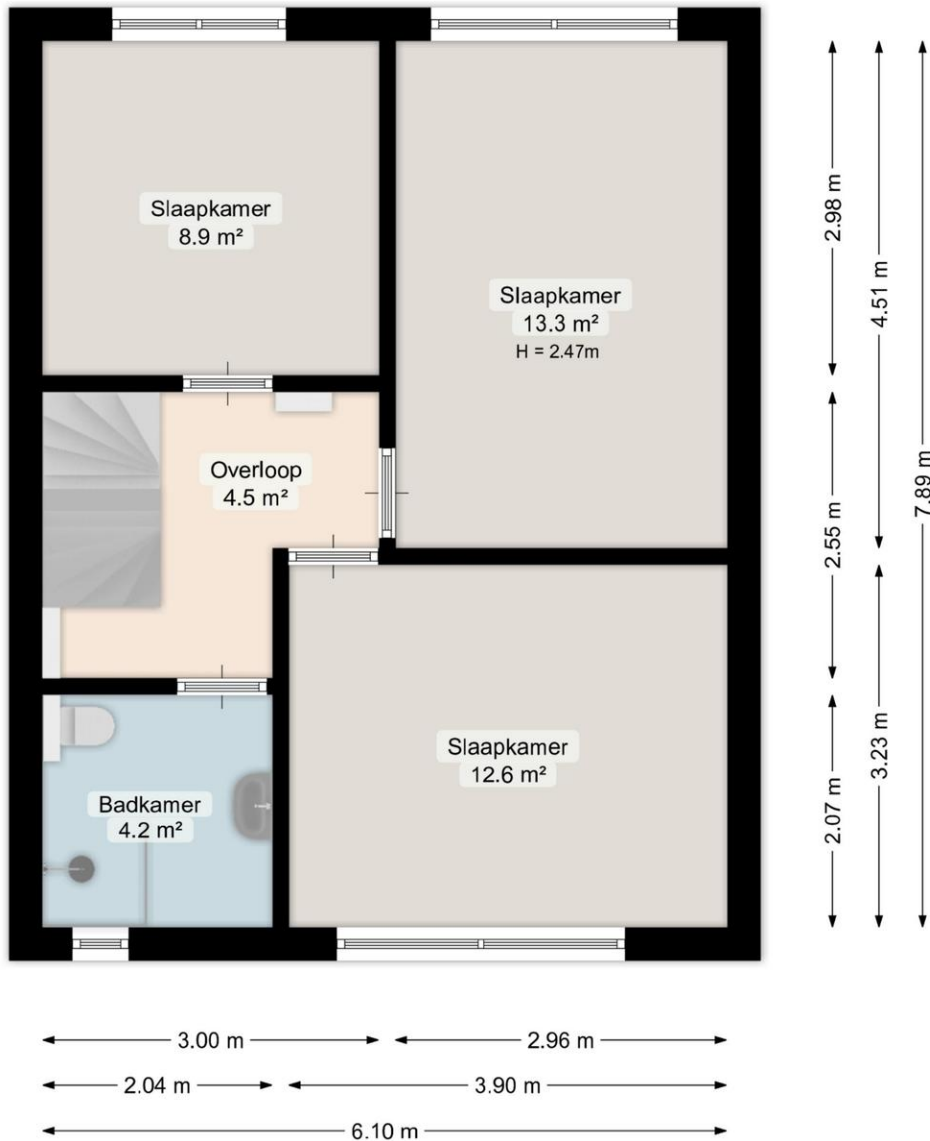 Slaapkamer
8.9 m²
Slaapkamer
13.3 m²
H = 2.47m
Overloop
4.5 m²
Slaapkamer
12.6 m²
Badkamer
4.2 m²
2.98 m
4.51 m
7.89 m
2.55 m
3.23 m
2.07 m
3.00 m
2.96 m
2.04 m
3.90 m
6.10 m